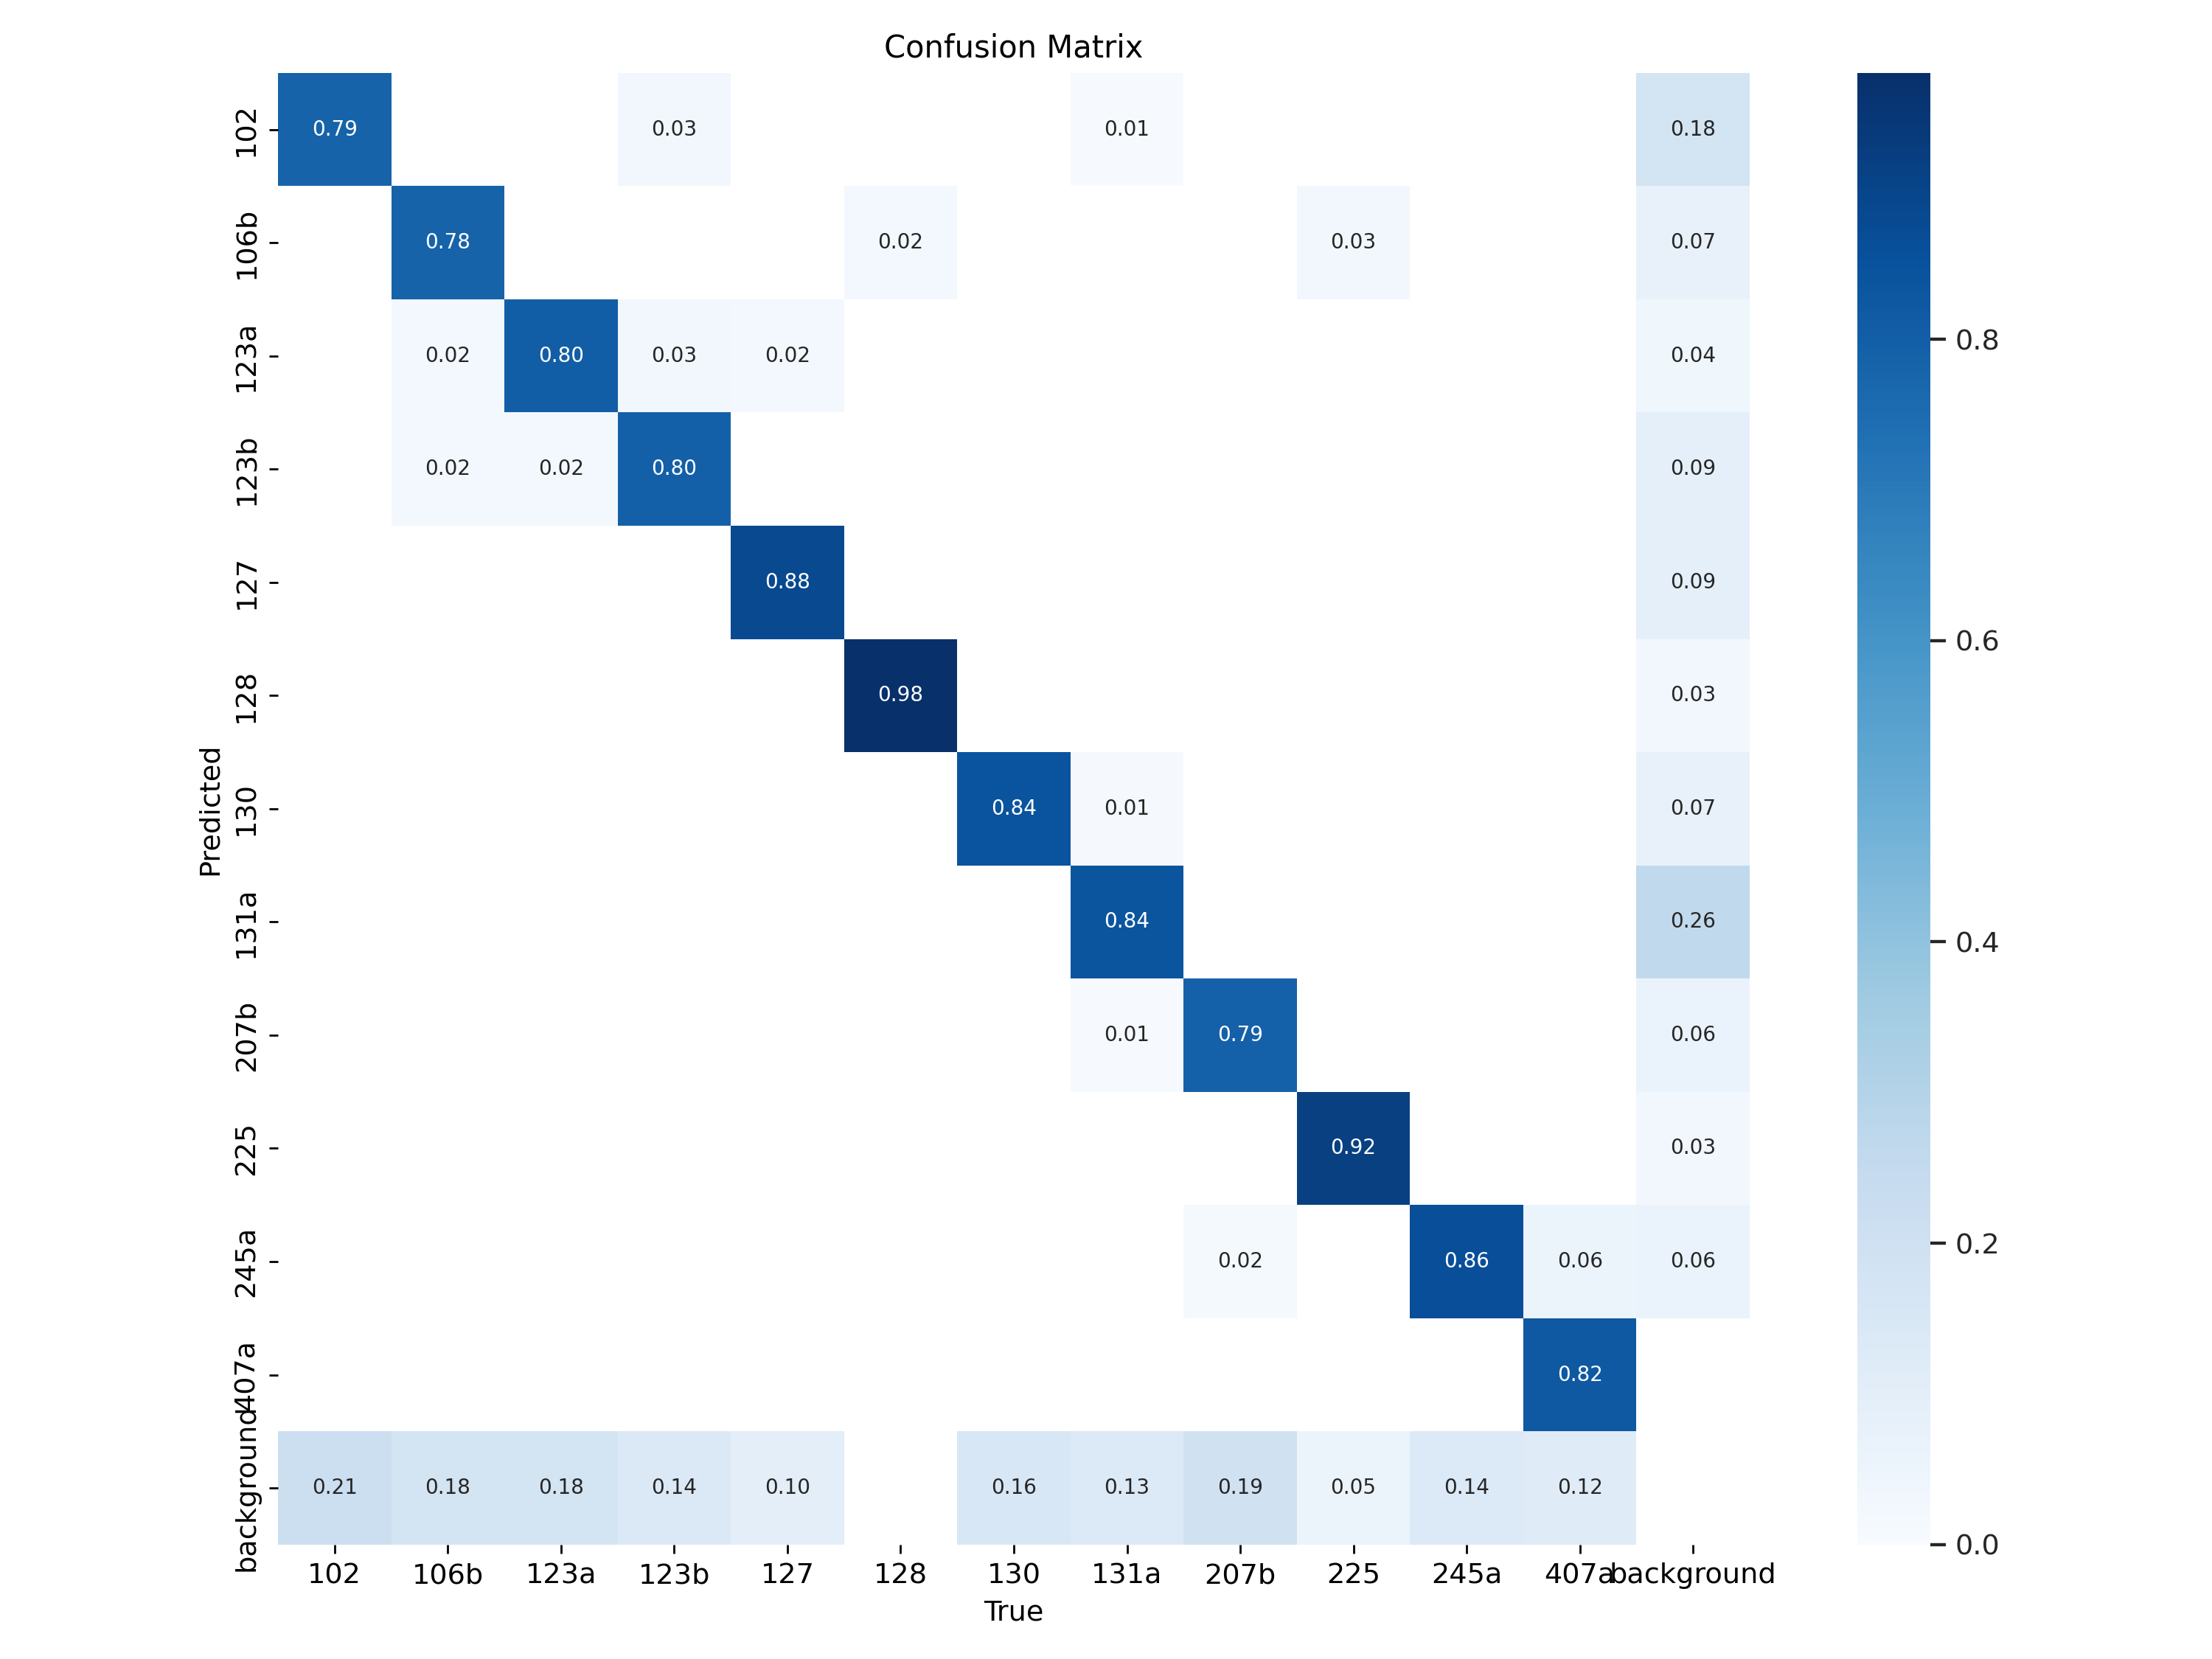 Confusion Matrix
102 0.79 0.03 0.01 0.18
106b 0.78 0.02 0.03 0.07
123a 0.02 0.80 0.03 0.02 0.04
123b 0.02 0.02 0.80 0.09
127 0.88 0.09
128 0.98 0.03
130 0.84 0.01 0.07
131a 0.84 0.26
207b 0.01 0.79 0.06
225 0.92 0.03
245a 0.02 0.86 0.06 0.06
407a 0.82
background 0.21 0.18 0.18 0.14 0.10 0.16 0.13 0.19 0.05 0.14 0.12
102 106b 123a 123b 127 128 130 131a 207b 225 245a 407a background
True
Predicted
0.8
0.6
0.4
0.2
0.0